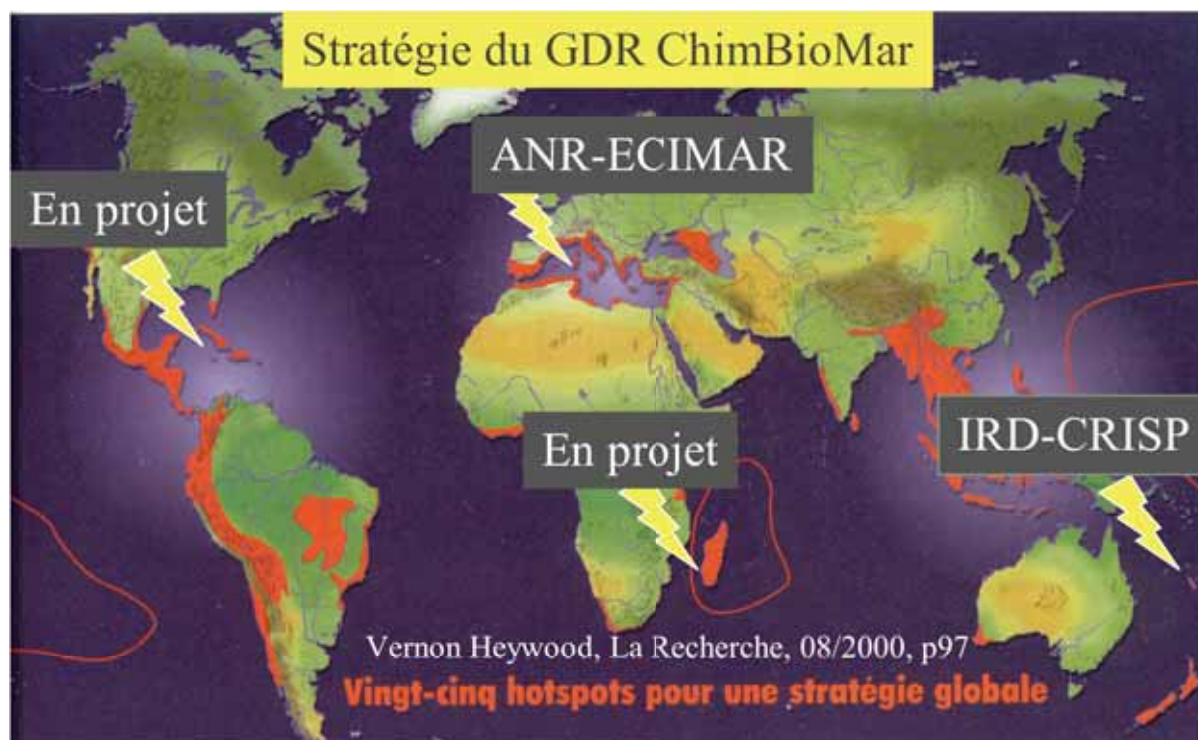 Stratégie du GDR ChimBioMar
ANR-ECIMAR
En projet
En projet
IRD-CRISP
Vernon Heywood, La Recherche, 08/2000, p97
Vingt-cinq hotspots pour une stratégie globale